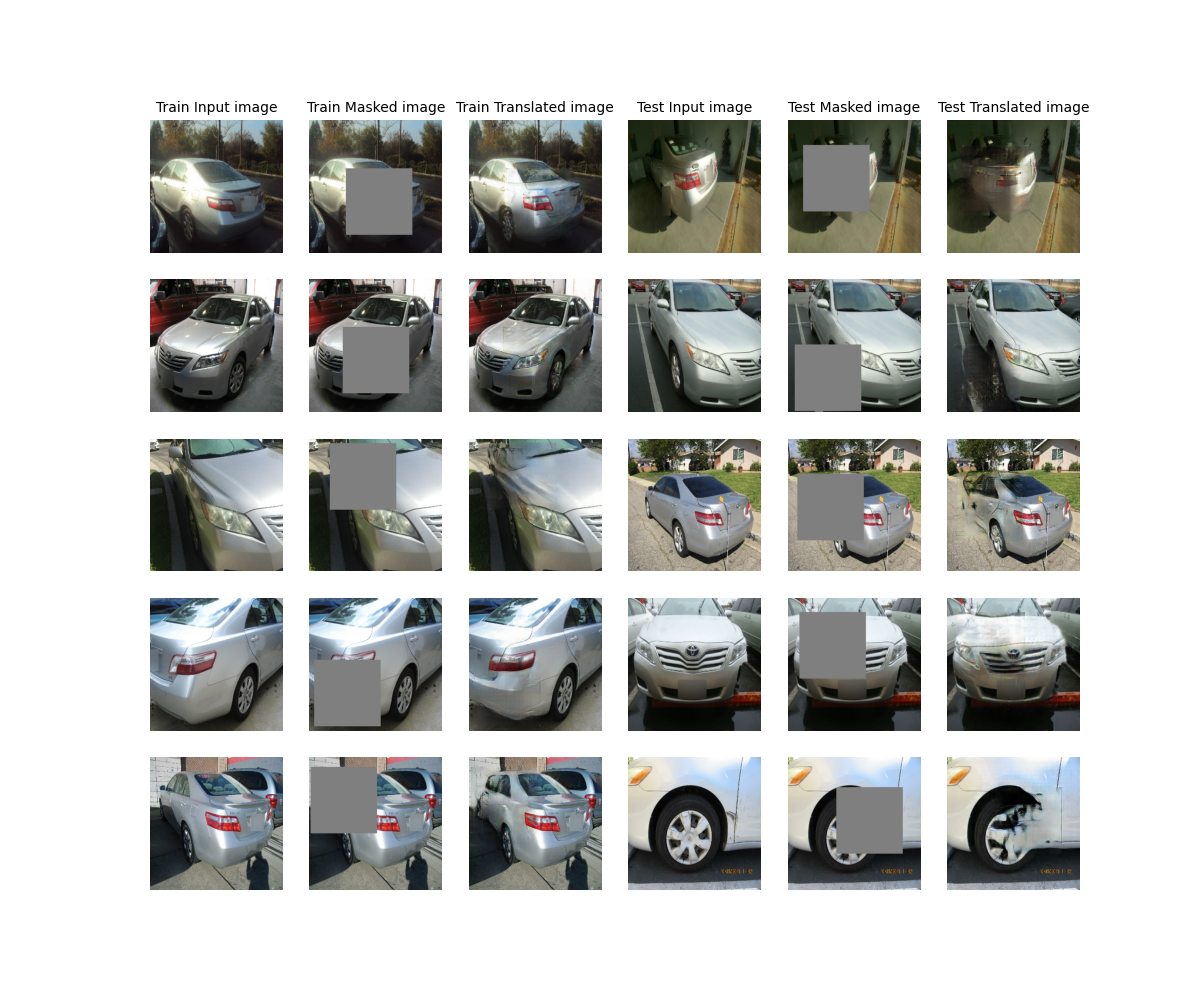 Train Input image
Train Masked image
Train Translated image
Test Input image
Test Masked image
Test Translated image